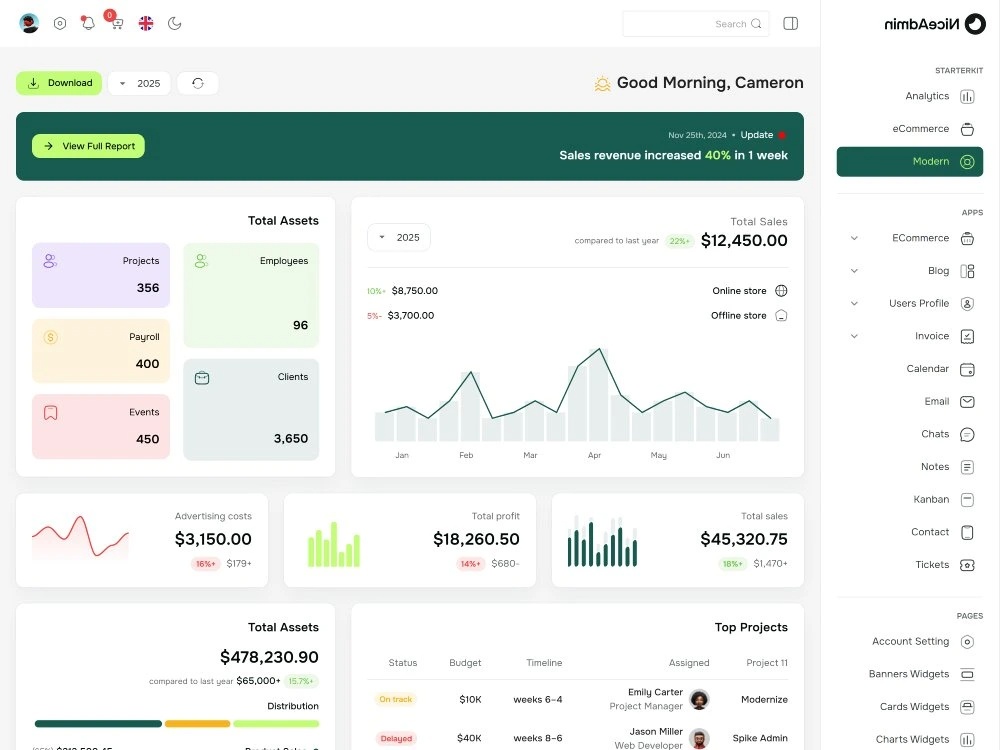 NiceAdmin
0
Search
STARTERKIT
Analytics
eCommerce
Modern
APPS
ECommerce
Blog
Users Profile
Invoice
Calendar
Email
Chats
Notes
Kanban
Contact
Tickets
PAGES
Account Setting
Banners Widgets
Cards Widgets
Charts Widgets
Download
2025
Good Morning, Cameron
Nov 25th, 2024 • Update
Sales revenue increased 40% in 1 week
View Full Report
Total Assets
Projects
356
Employees
96
Payroll
400
Clients
3,650
Events
450
2025
Total Sales
compared to last year 22%+ $12,450.00
10%+ $8,750.00 Online store
5%- $3,700.00 Offline store
Jan Feb Mar Apr May Jun
Advertising costs
$3,150.00
16%+ $179+
Total profit
$18,260.50
14%+ $680-
Total sales
$45,320.75
18%+ $1,470+
Total Assets
$478,230.90
compared to last year $65,000+ 15.7%+
Distribution
Top Projects
Status Budget Timeline Assigned Project 11
On track $10K weeks 6–4 Emily Carter Modernize
Project Manager
Delayed $40K weeks 8–6 Jason Miller Spike Admin
Web Developer